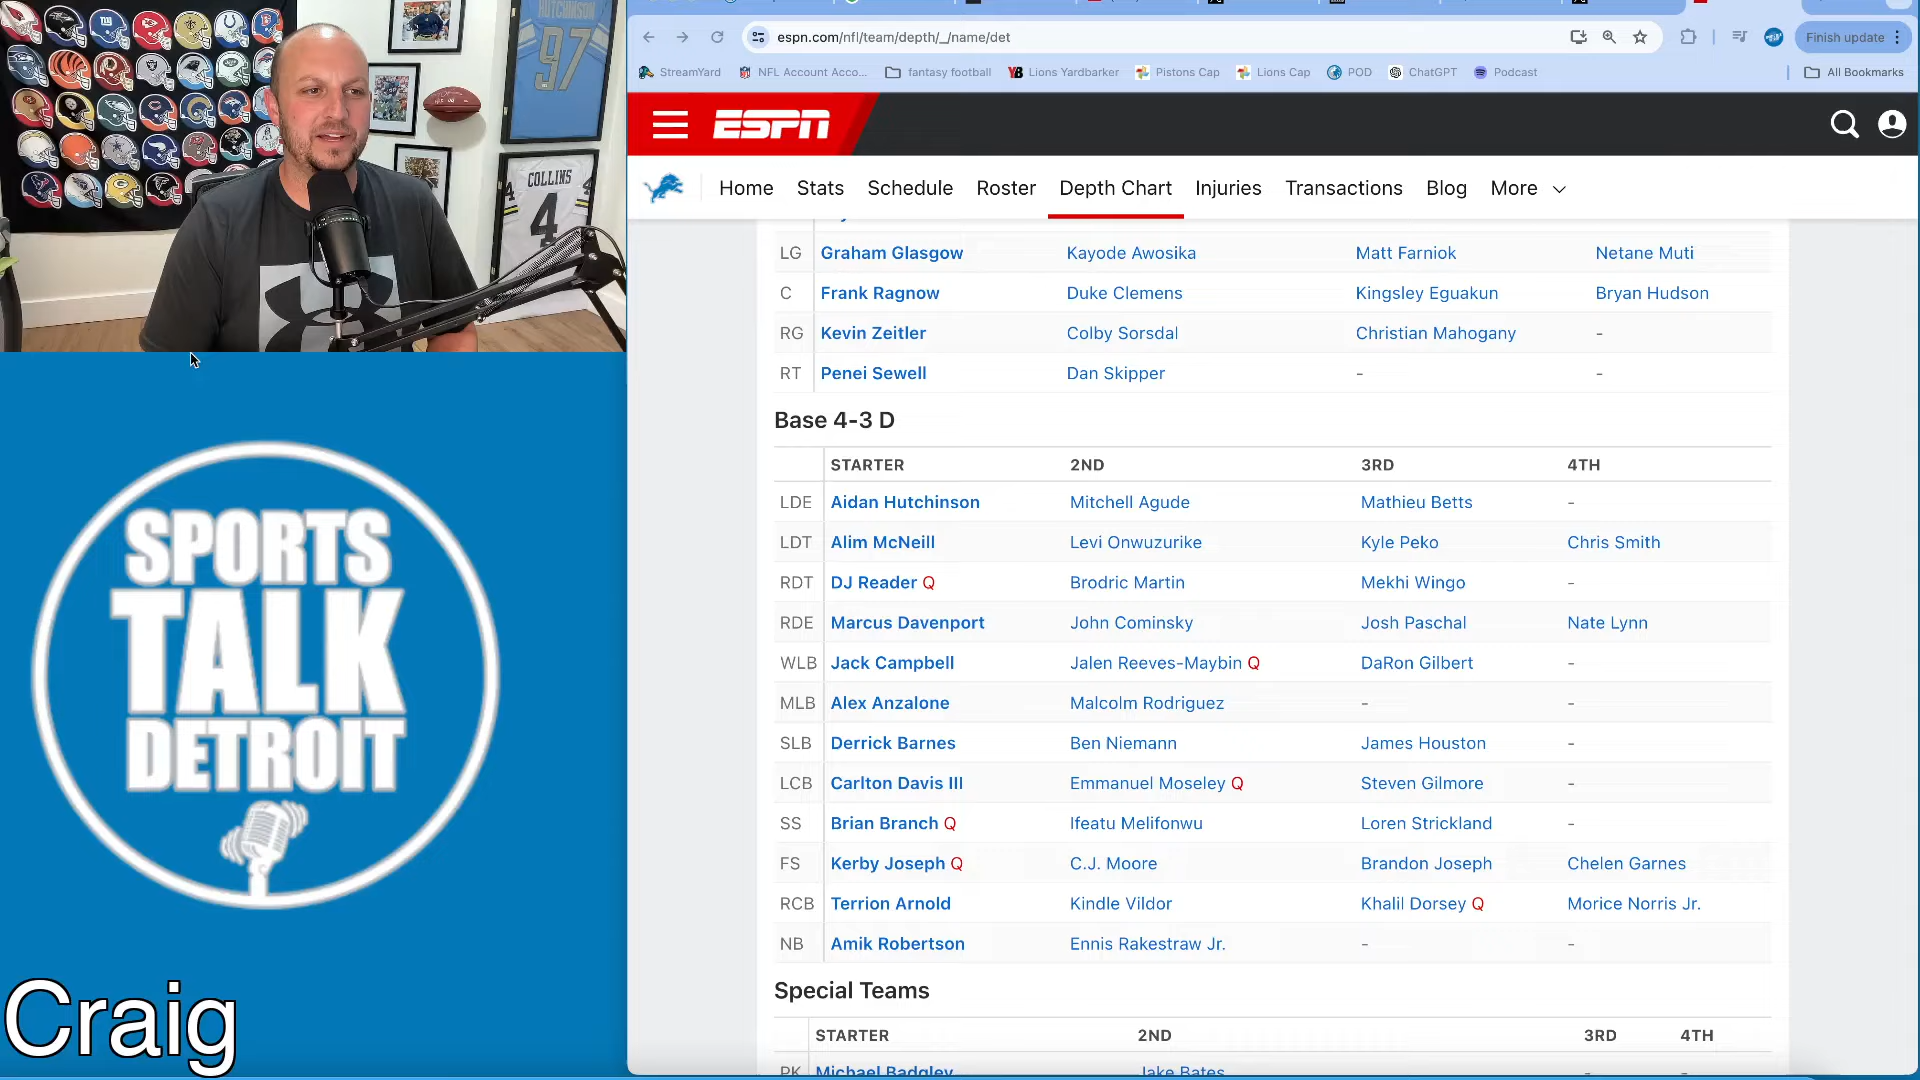 HUTCHINSON
97
COLLINS
4
SPORTS
TALK
DETROIT
Craig
espn.com/nfl/team/depth/_/name/det
Finish update
StreamYard NFL Account Acco... fantasy football Lions Yardbarker Pistons Cap Lions Cap POD ChatGPT Podcast All Bookmarks
ESPN
Home Stats Schedule Roster Depth Chart Injuries Transactions Blog More
LG Graham Glasgow Kayode Awosika Matt Farniok Netane Muti
C Frank Ragnow Duke Clemens Kingsley Eguakun Bryan Hudson
RG Kevin Zeitler Colby Sorsdal Christian Mahogany -
RT Penei Sewell Dan Skipper - -
Base 4-3 D
STARTER 2ND 3RD 4TH
LDE Aidan Hutchinson Mitchell Agude Mathieu Betts -
LDT Alim McNeill Levi Onwuzurike Kyle Peko Chris Smith
RDT DJ Reader Q Brodric Martin Mekhi Wingo -
RDE Marcus Davenport John Cominsky Josh Paschal Nate Lynn
WLB Jack Campbell Jalen Reeves-Maybin Q DaRon Gilbert -
MLB Alex Anzalone Malcolm Rodriguez - -
SLB Derrick Barnes Ben Niemann James Houston -
LCB Carlton Davis III Emmanuel Moseley Q Steven Gilmore -
SS Brian Branch Q Ifeatu Melifonwu Loren Strickland -
FS Kerby Joseph Q C.J. Moore Brandon Joseph Chelen Garnes
RCB Terrion Arnold Kindle Vildor Khalil Dorsey Q Morice Norris Jr.
NB Amik Robertson Ennis Rakestraw Jr. - -
Special Teams
STARTER 2ND 3RD 4TH
PK Michael Badgley Jake Bates - -